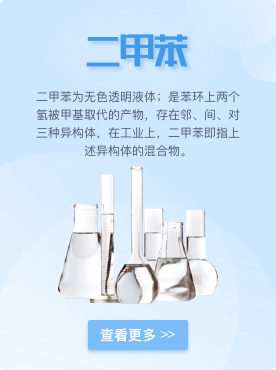 二甲苯
二甲苯为无色透明液体；是苯环上两个
氢被甲基取代的产物，存在邻、间、对
三种异构体，在工业上，二甲苯即指上
述异构体的混合物。
查看更多 >>